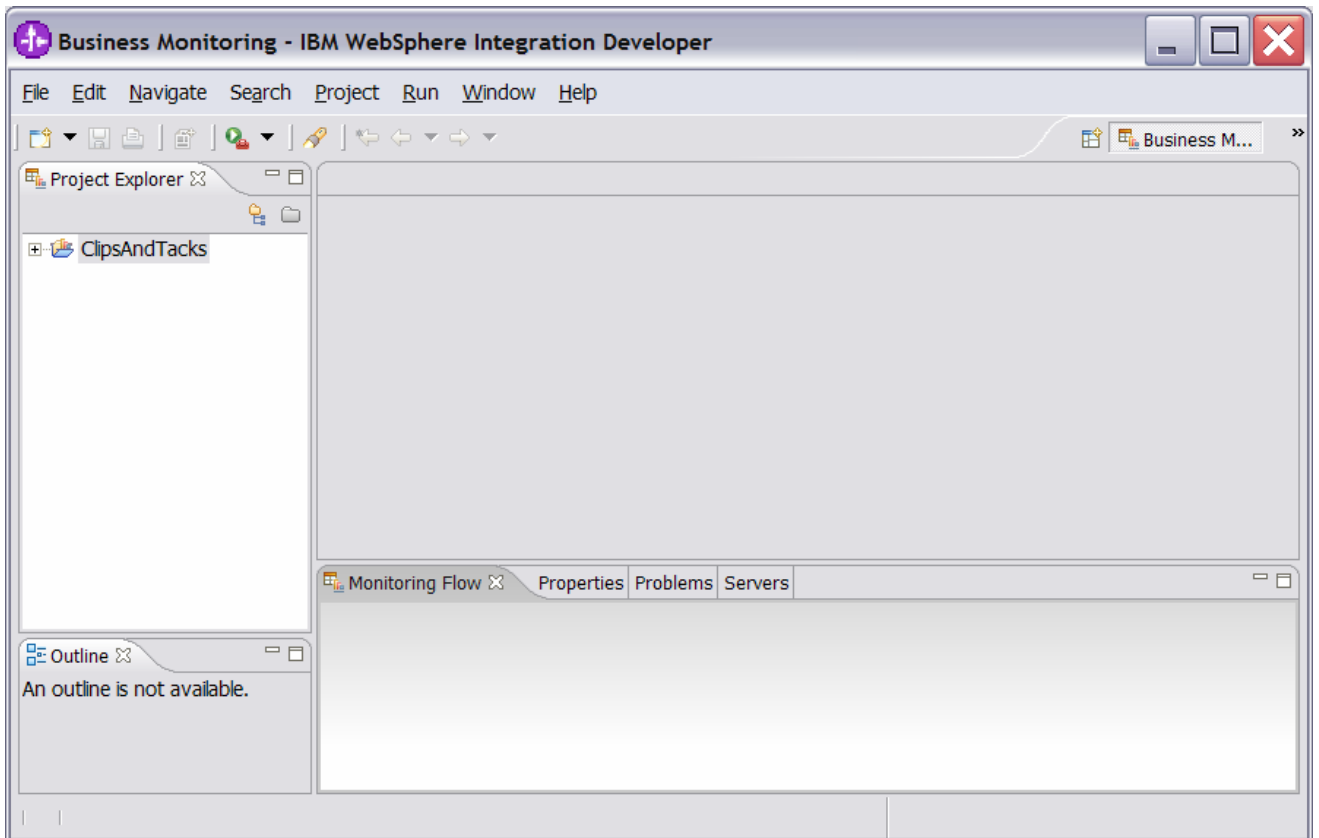 Business Monitoring - IBM WebSphere Integration Developer
File Edit Navigate Search Project Run Window Help
Business M...
Project Explorer
ClipsAndTacks
Monitoring Flow Properties Problems Servers
Outline
An outline is not available.